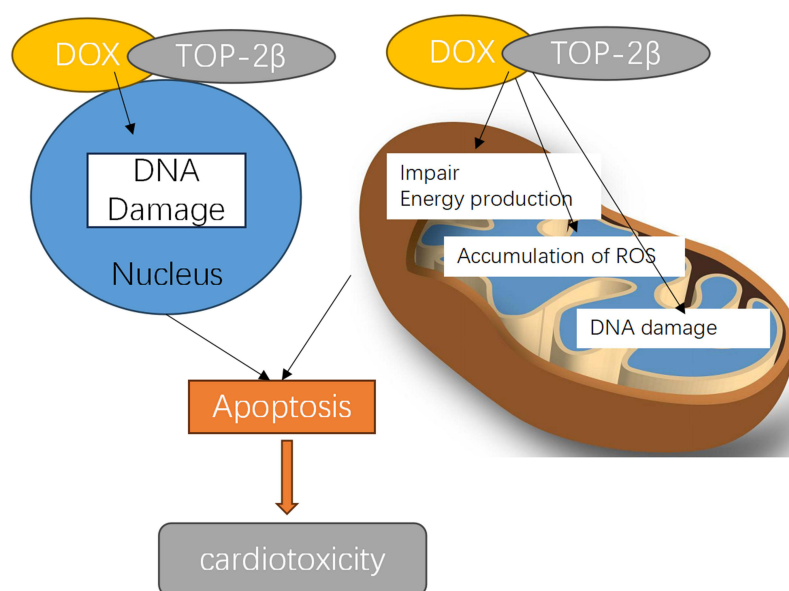 DOX
TOP-2β
DNA
Damage
Nucleus
DOX
TOP-2β
Impair
Energy production
Accumulation of ROS
DNA damage
Apoptosis
cardiotoxicity